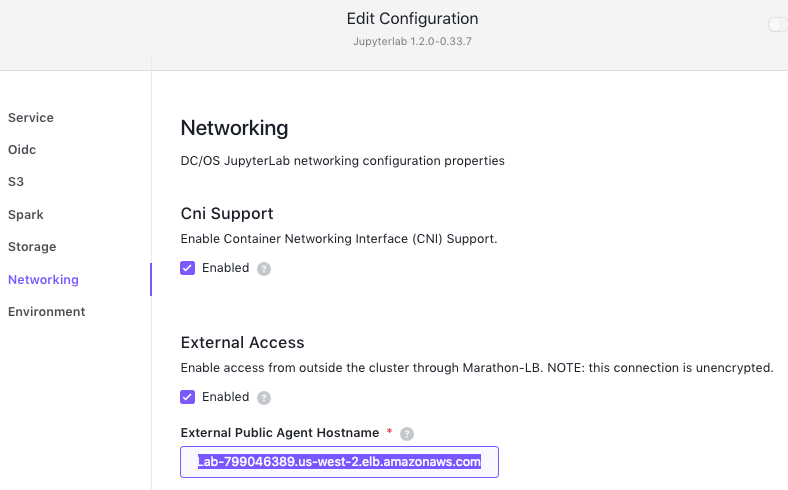 Edit Configuration
Jupyterlab 1.2.0-0.33.7
Service
Oidc
S3
Spark
Storage
Networking
Environment
Networking
DC/OS JupyterLab networking configuration properties
Cni Support
Enable Container Networking Interface (CNI) Support.
Enabled ?
External Access
Enable access from outside the cluster through Marathon-LB. NOTE: this connection is unencrypted.
Enabled ?
External Public Agent Hostname * ?
Lab-799046389.us-west-2.elb.amazonaws.com